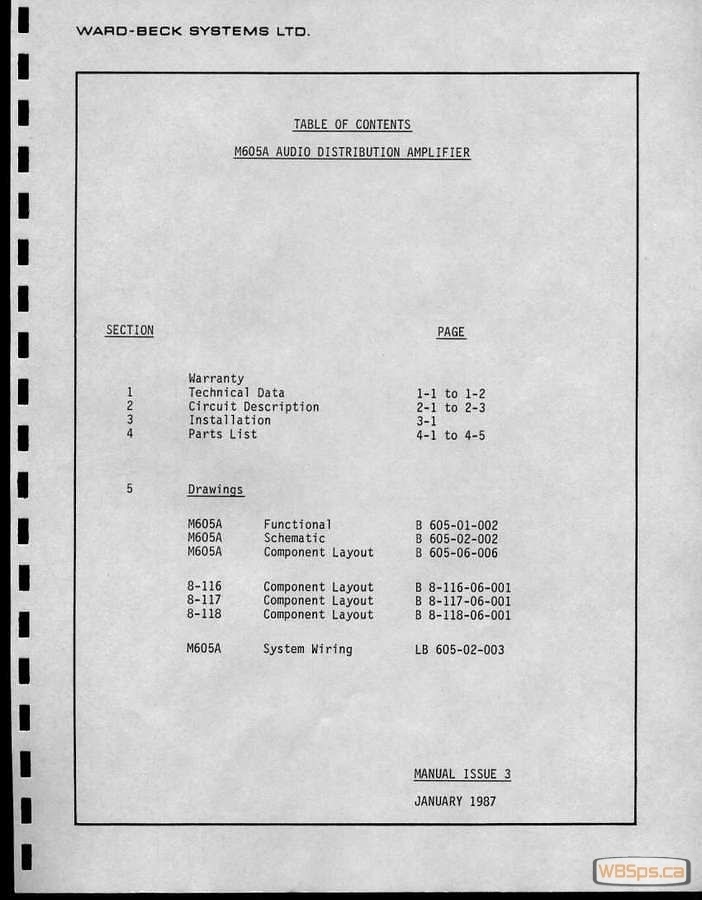 WARD-BECK SYSTEMS LTD.
TABLE OF CONTENTS
M605A AUDIO DISTRIBUTION AMPLIFIER
SECTION PAGE
Warranty
1 Technical Data 1-1 to 1-2
2 Circuit Description 2-1 to 2-3
3 Installation 3-1
4 Parts List 4-1 to 4-5
5 Drawings
M605A Functional B 605-01-002
M605A Schematic B 605-02-002
M605A Component Layout B 605-06-006
8-116 Component Layout B 8-116-06-001
8-117 Component Layout B 8-117-06-001
8-118 Component Layout B 8-118-06-001
M605A System Wiring LB 605-02-003
MANUAL ISSUE 3
JANUARY 1987
WBSps.ca